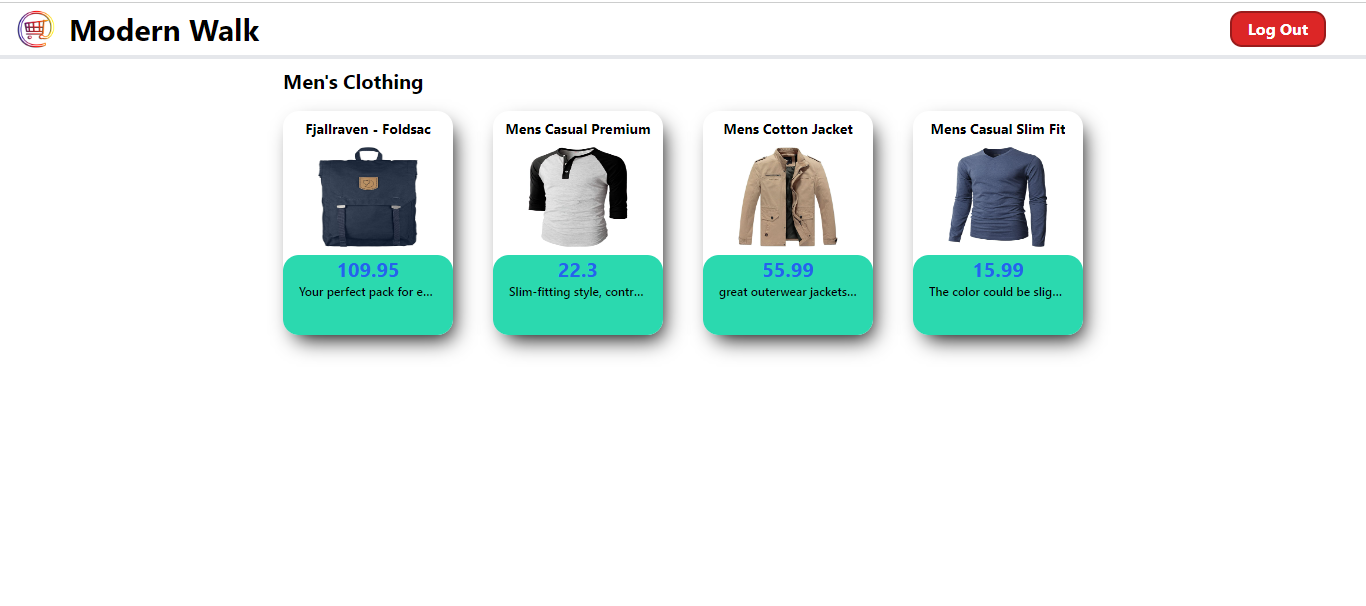 Modern Walk
Log Out
Men's Clothing
Fjallraven - Foldsac
109.95
Your perfect pack for e...
Mens Casual Premium
22.3
Slim-fitting style, contr...
Mens Cotton Jacket
55.99
great outerwear jackets...
Mens Casual Slim Fit
15.99
The color could be slig...